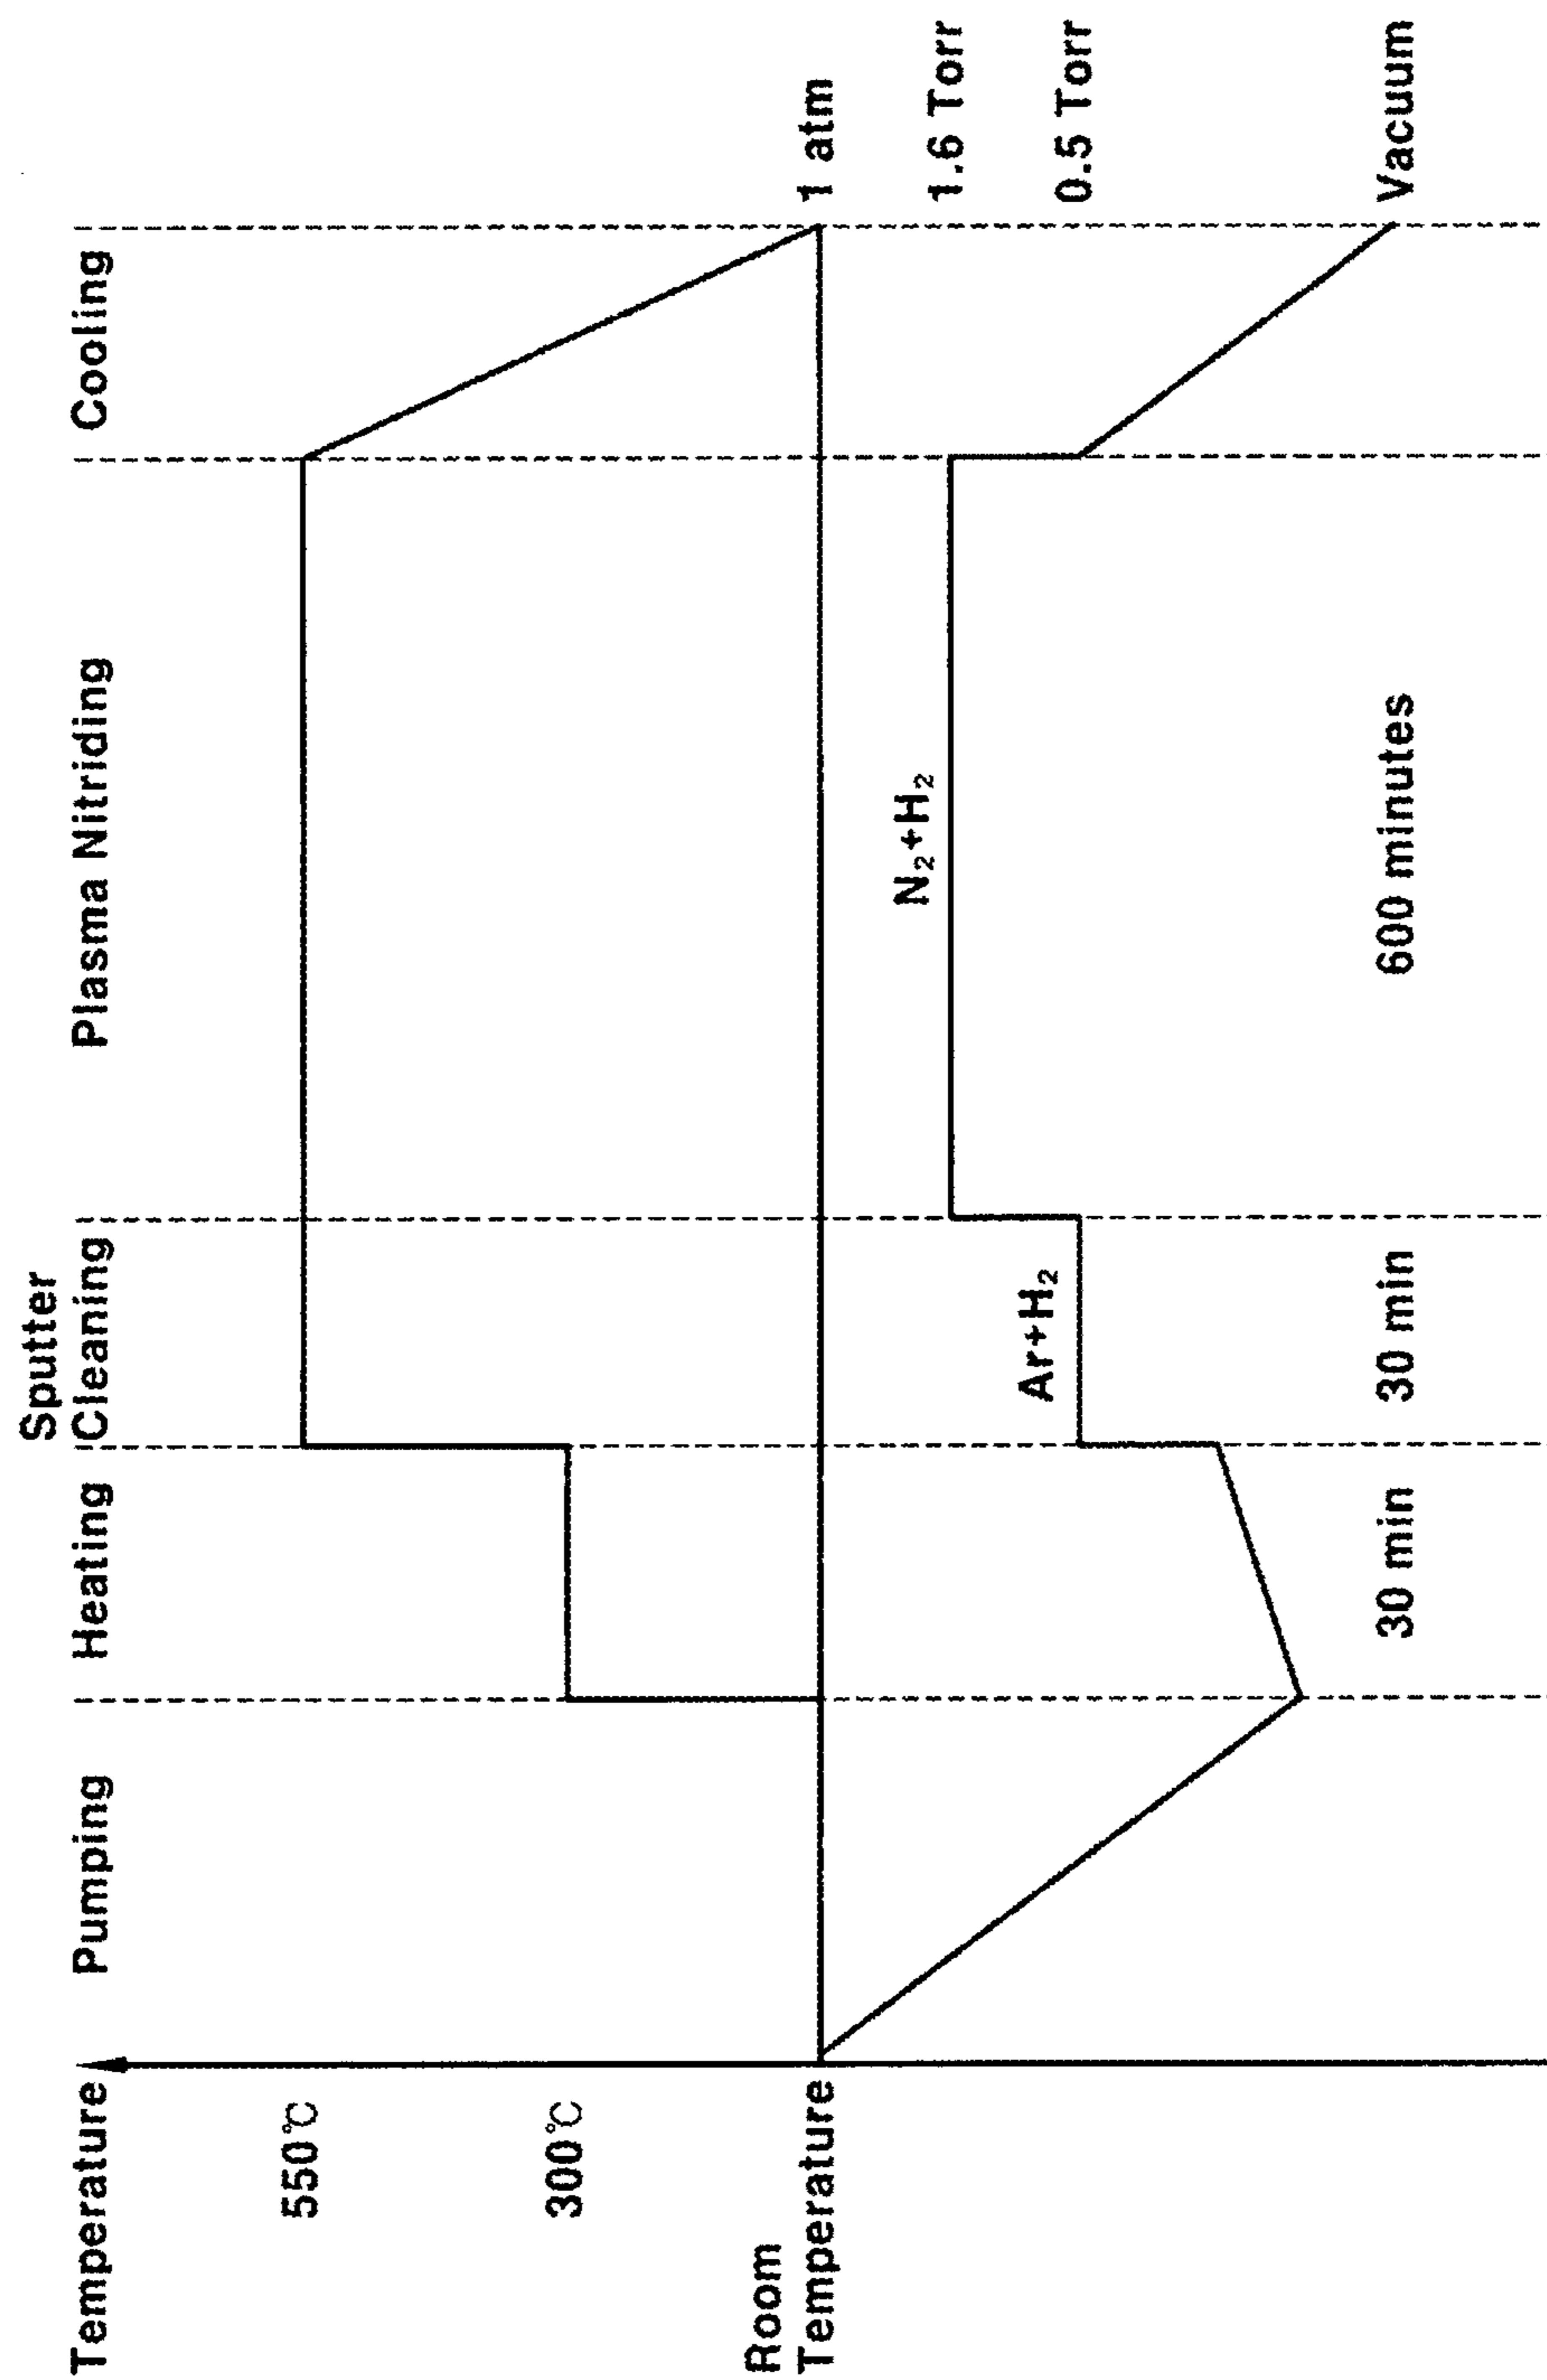 Temperature
Pumping
Heating
Sputter
Cleaning
Plasma Nitriding
Cooling
550℃
300℃
Room
Temperature
1 atm
N₂+H₂
1.6 Torr
Ar+H₂
0.5 Torr
30 min
30 min
600 minutes
Vacuum